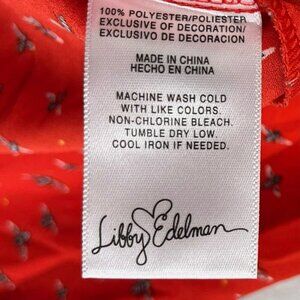 100% POLYESTER/POLIESTER
EXCLUSIVE OF DECORATION/
EXCLUSIVO DE DECORACION
MADE IN CHINA
HECHO EN CHINA
MACHINE WASH COLD
WITH LIKE COLORS.
NON-CHLORINE BLEACH.
TUMBLE DRY LOW.
COOL IRON IF NEEDED.
Libby Edelman